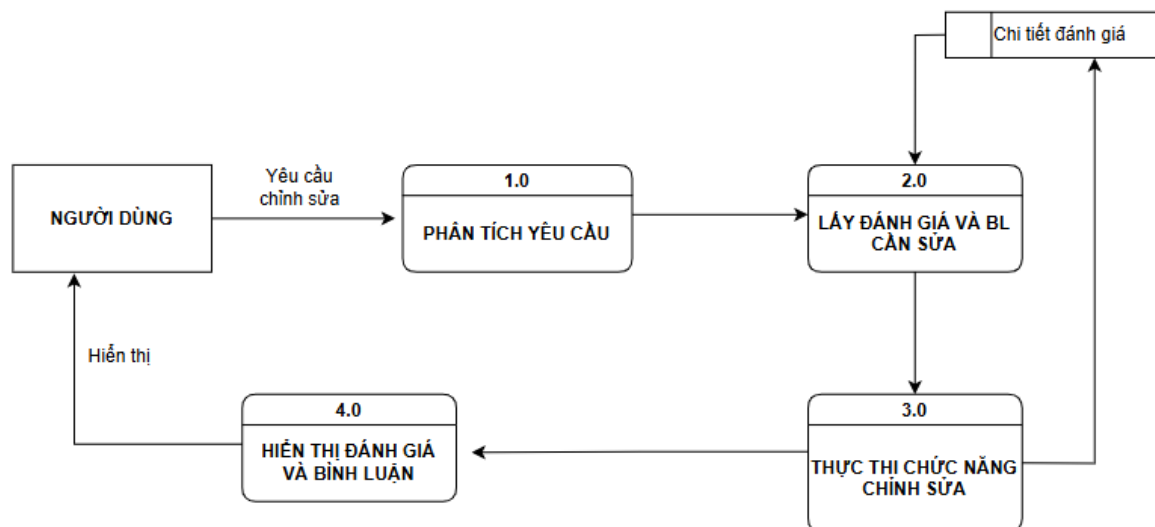 Chi tiết đánh giá
Yêu cầu
chỉnh sửa
1.0
2.0
NGƯỜI DÙNG
PHÂN TÍCH YÊU CẦU
LẤY ĐÁNH GIÁ VÀ BL
CẦN SỬA
Hiển thị
4.0
3.0
HIỂN THỊ ĐÁNH GIÁ
VÀ BÌNH LUẬN
THỰC THI CHỨC NĂNG
CHỈNH SỬA